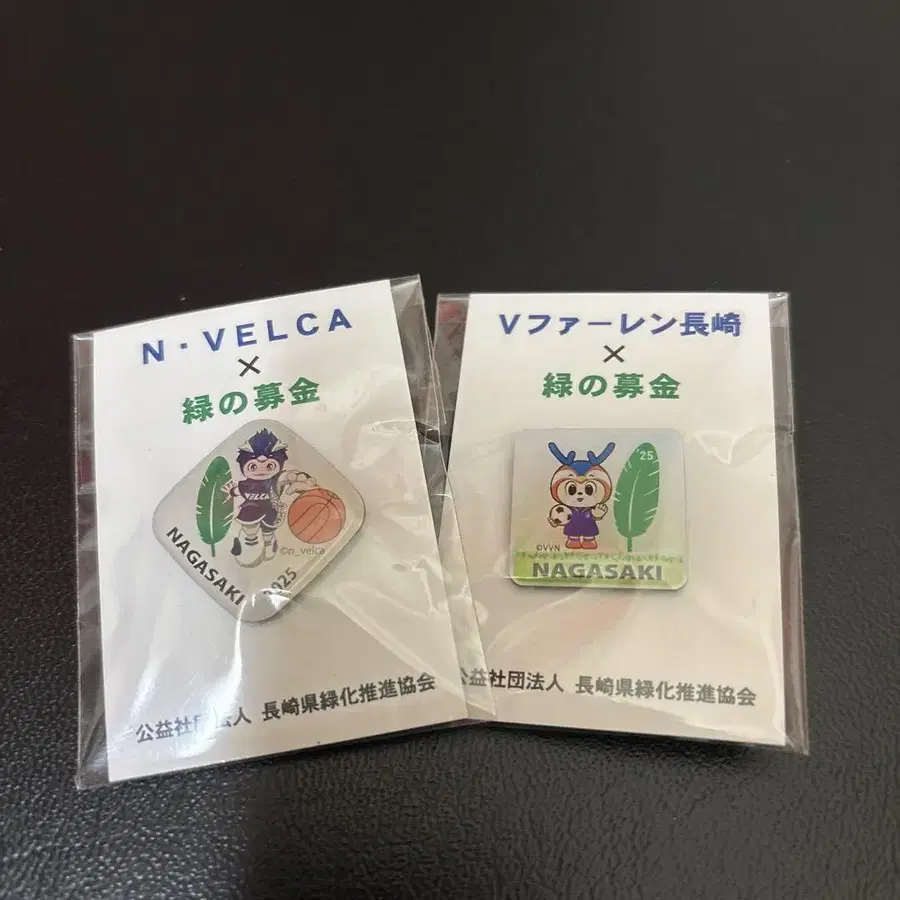 N・VELCA
×
緑の募金
VELCA
©n_velca
NAGASAKI
2025
公益社団法人 長崎県緑化推進協会
Vファーレン長崎
×
緑の募金
'25
©VVN
NAGASAKI
公益社団法人 長崎県緑化推進協会